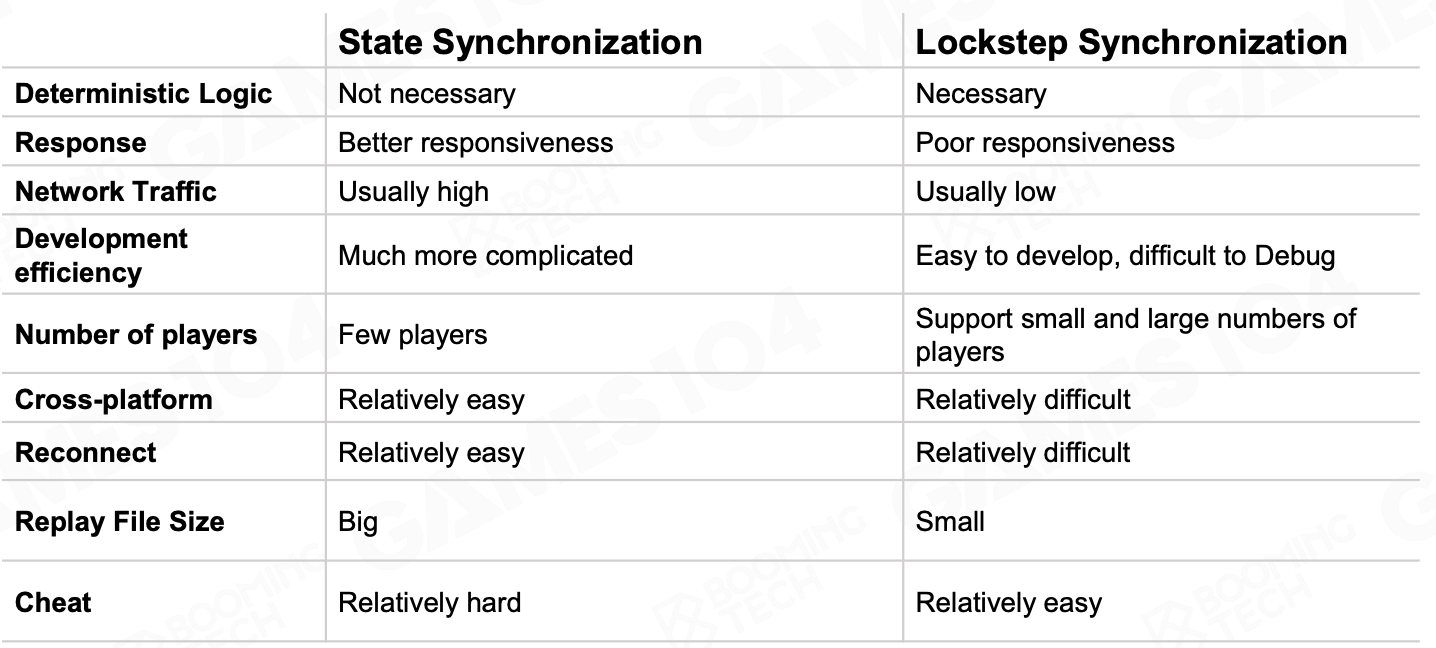 State Synchronization Lockstep Synchronization
Deterministic Logic Not necessary Necessary
Response Better responsiveness Poor responsiveness
Network Traffic Usually high Usually low
Development
efficiency Much more complicated Easy to develop, difficult to Debug
Number of players Few players Support small and large numbers of
players
Cross-platform Relatively easy Relatively difficult
Reconnect Relatively easy Relatively difficult
Replay File Size Big Small
Cheat Relatively hard Relatively easy
GAMES104
BOOMING
TECH